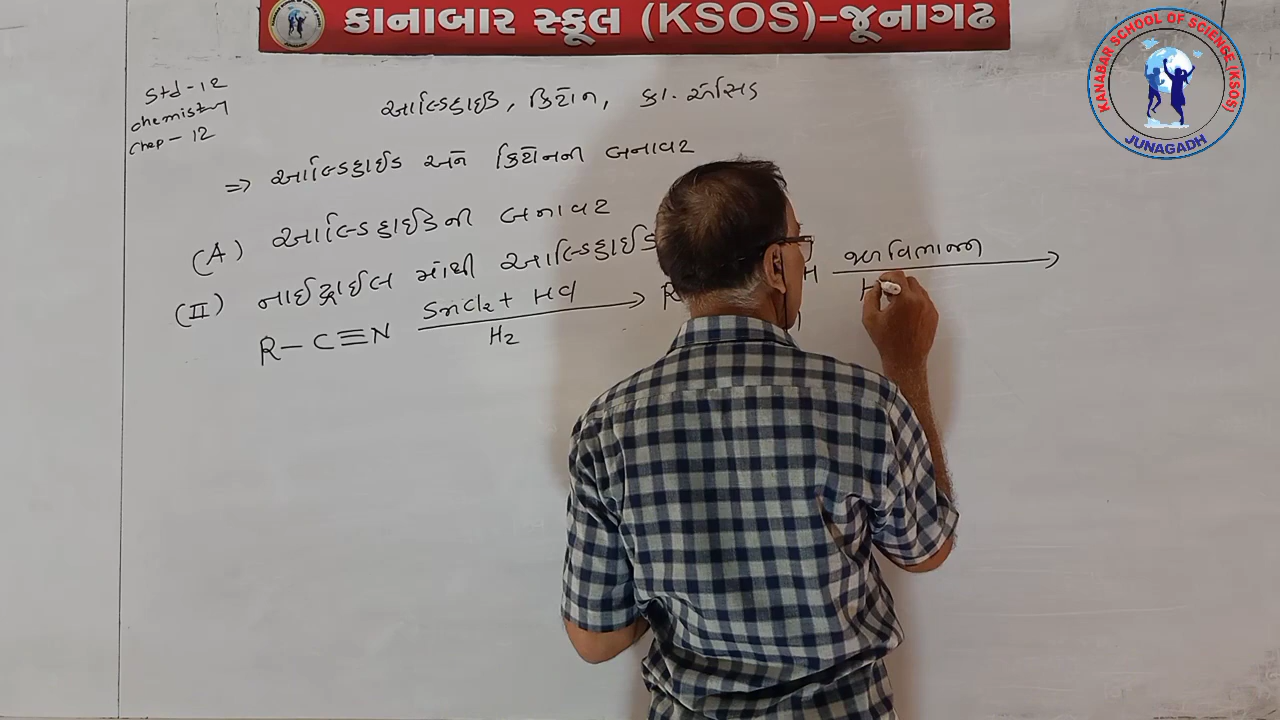 કાનાબાર સ્કૂલ (KSOS)-જૂનાગઢ
KANABAR SCHOOL OF SCIENCE (KSOS)
JUNAGADH
Std-12
chemistry
Chap-12
આલ્ડિહાઈડ, કિટોન, કા. એસિડ
⇒ આલ્ડિહાઈડ અને કિટોનની બનાવટ
(A) આલ્ડિહાઈડની બનાવટ
(II) નાઈટ્રાઈલ માંથી આલ્ડિહાઈડ
R-C≡N SnCl2 + HCl R H જળવિભાજન
H2 H